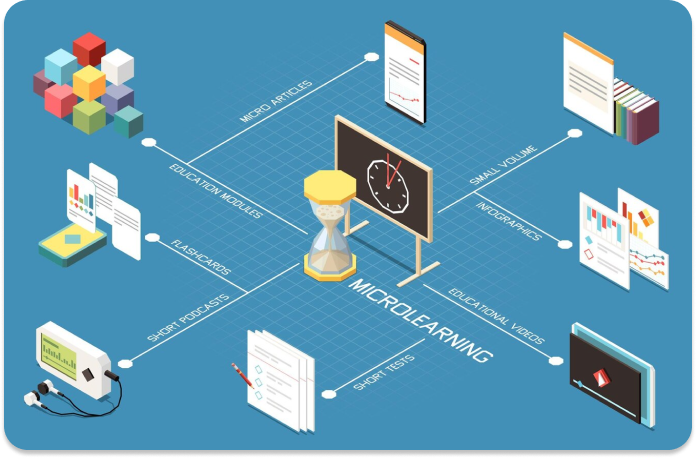 MICRO ARTICLES
SMALL VOLUME
EDUCATION MODULES
INFOGRAPHICS
FLASHCARDS
SHORT PODCASTS
MICROLEARNING
EDUCATIONAL VIDEOS
SHORT TESTS